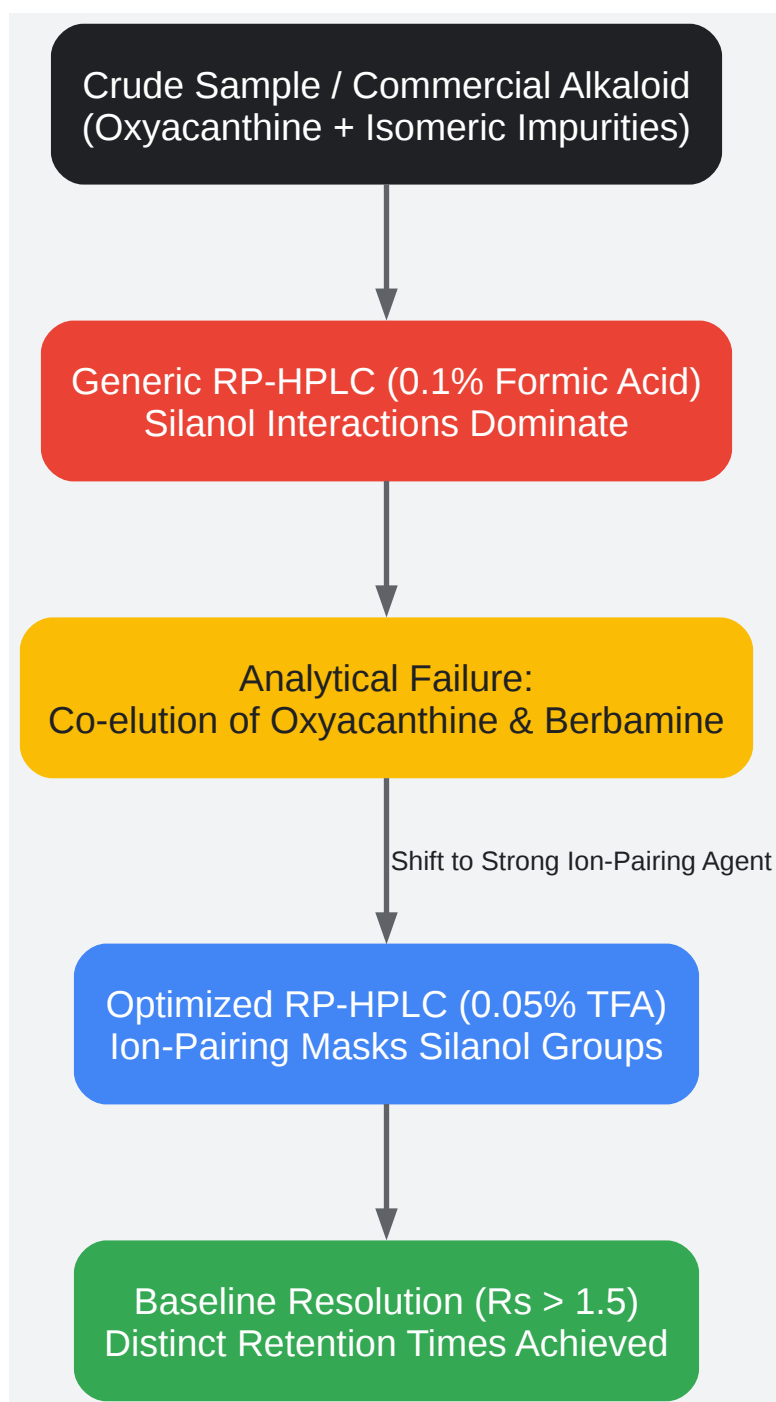 Crude Sample / Commercial Alkaloid
(Oxyacanthine + Isomeric Impurities)
Generic RP-HPLC (0.1% Formic Acid)
Silanol Interactions Dominate
Analytical Failure:
Co-elution of Oxyacanthine & Berbamine
Shift to Strong Ion-Pairing Agent
Optimized RP-HPLC (0.05% TFA)
Ion-Pairing Masks Silanol Groups
Baseline Resolution (Rs > 1.5)
Distinct Retention Times Achieved